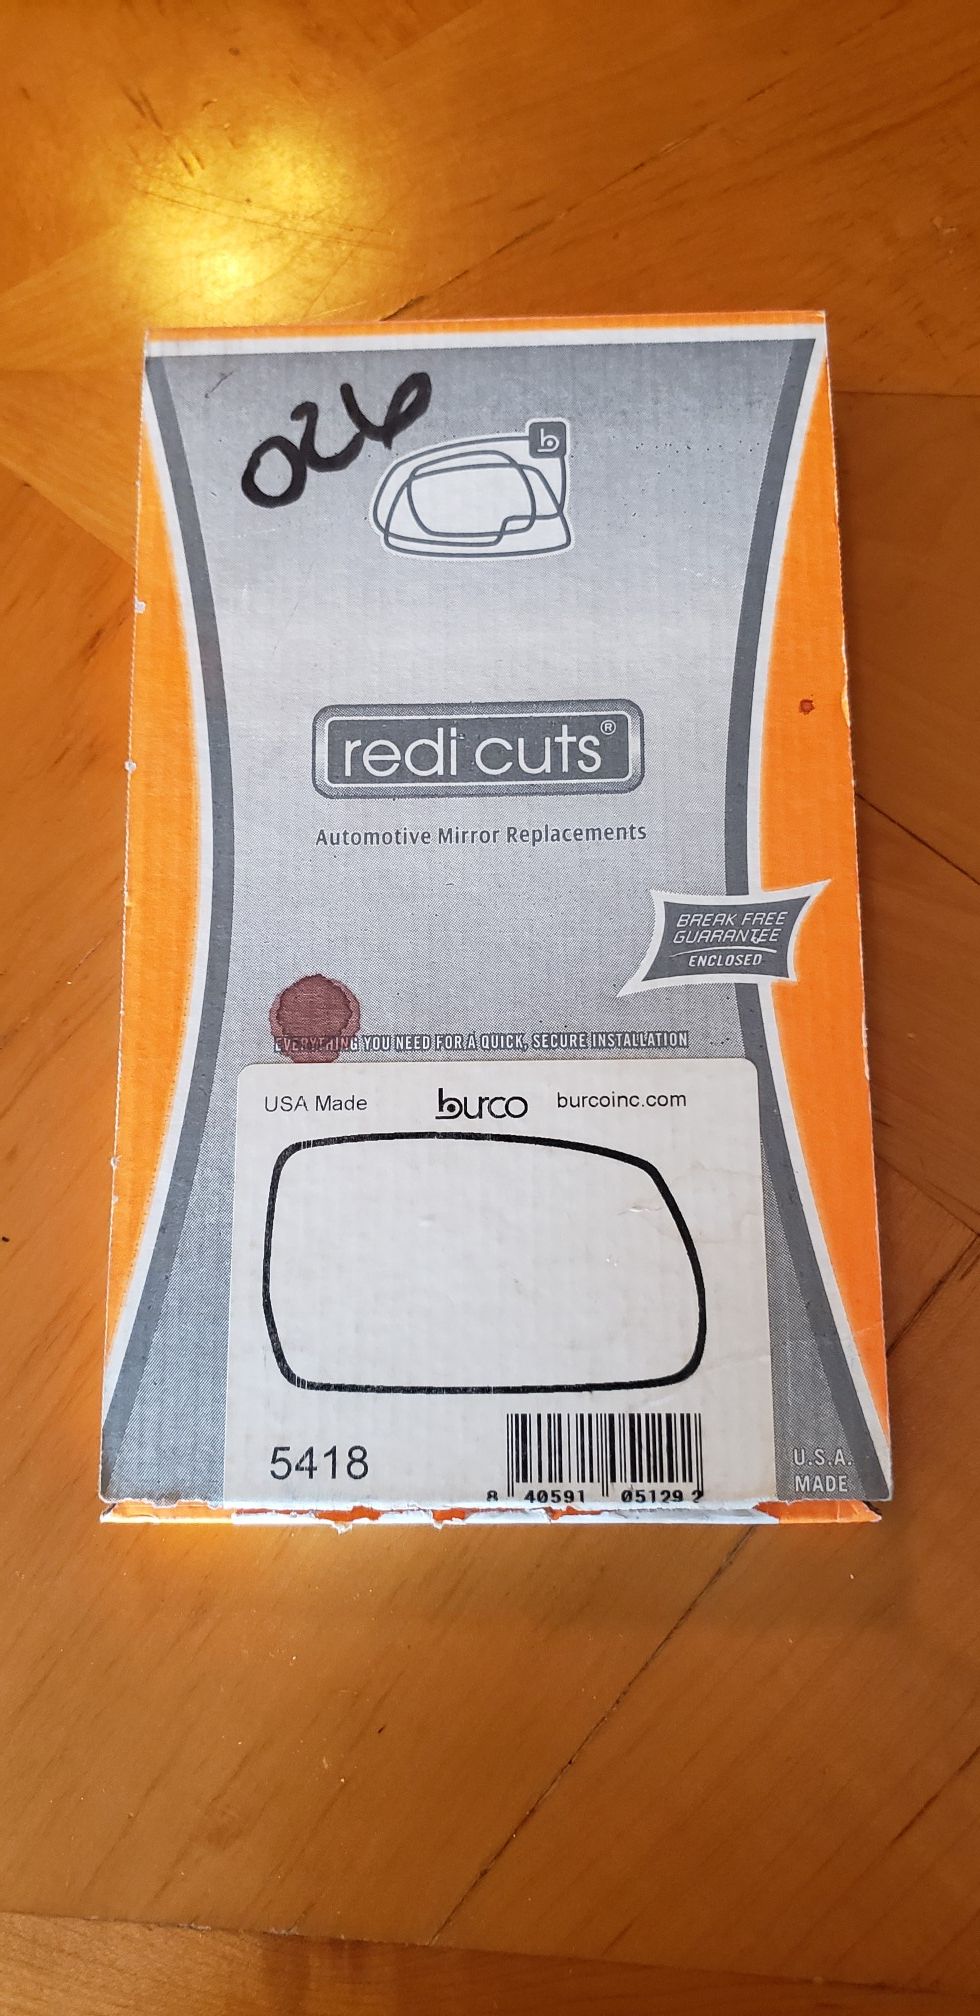 026
b
redi cuts®
Automotive Mirror Replacements
BREAK FREE
GUARANTEE
ENCLOSED
EVERYTHING YOU NEED FOR A QUICK, SECURE INSTALLATION
USA Made burco burcoinc.com
5418
8 40591 05129 2
U.S.A.
MADE